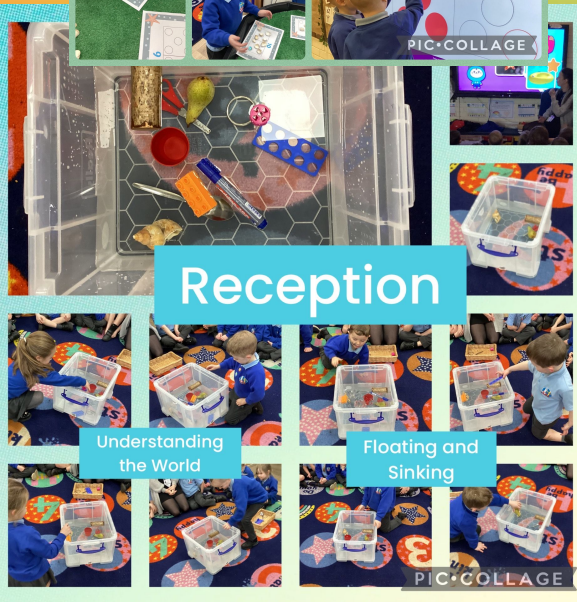 PIC•COLLAGE
Reception
Understanding
the World
Floating and
Sinking
PIC•COLLAGE